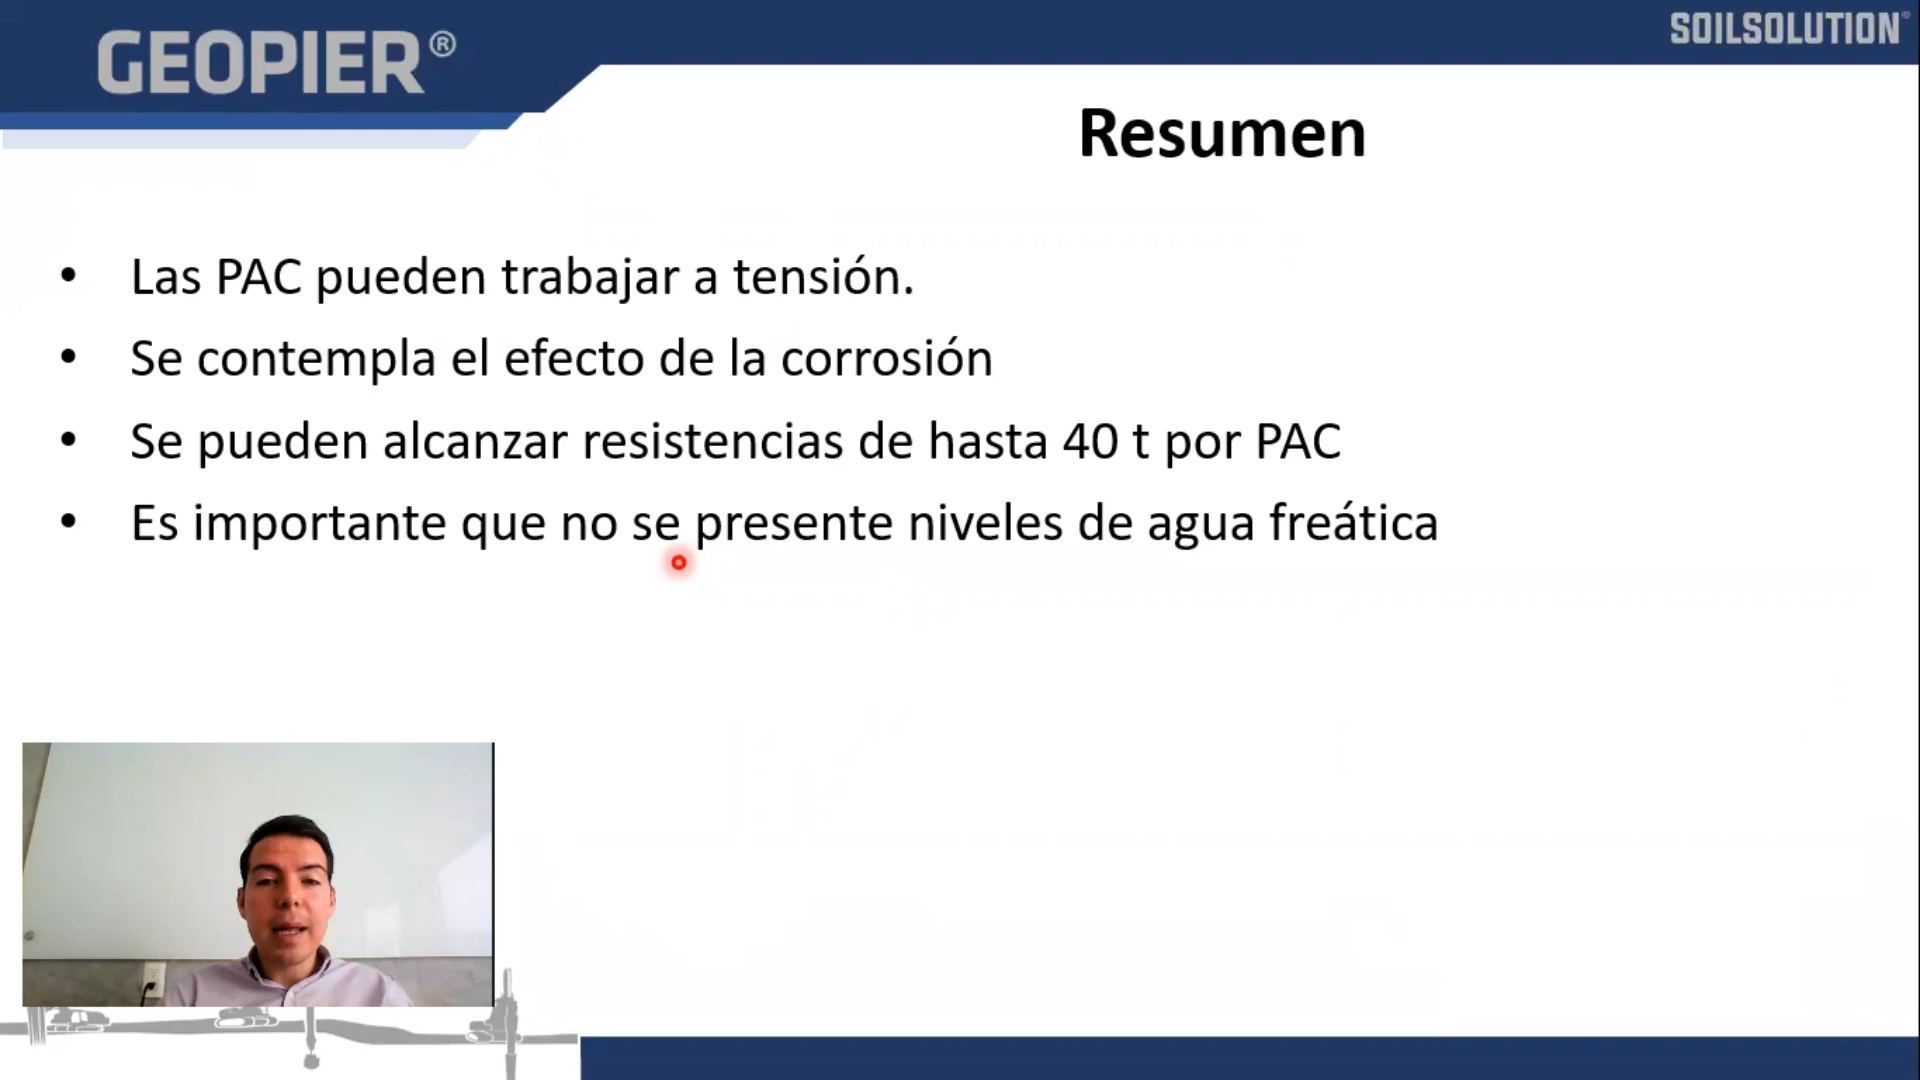 GEOPIER®
SOILSOLUTION®
Resumen
• Las PAC pueden trabajar a tensión.
• Se contempla el efecto de la corrosión
• Se pueden alcanzar resistencias de hasta 40 t por PAC
• Es importante que no se presente niveles de agua freática